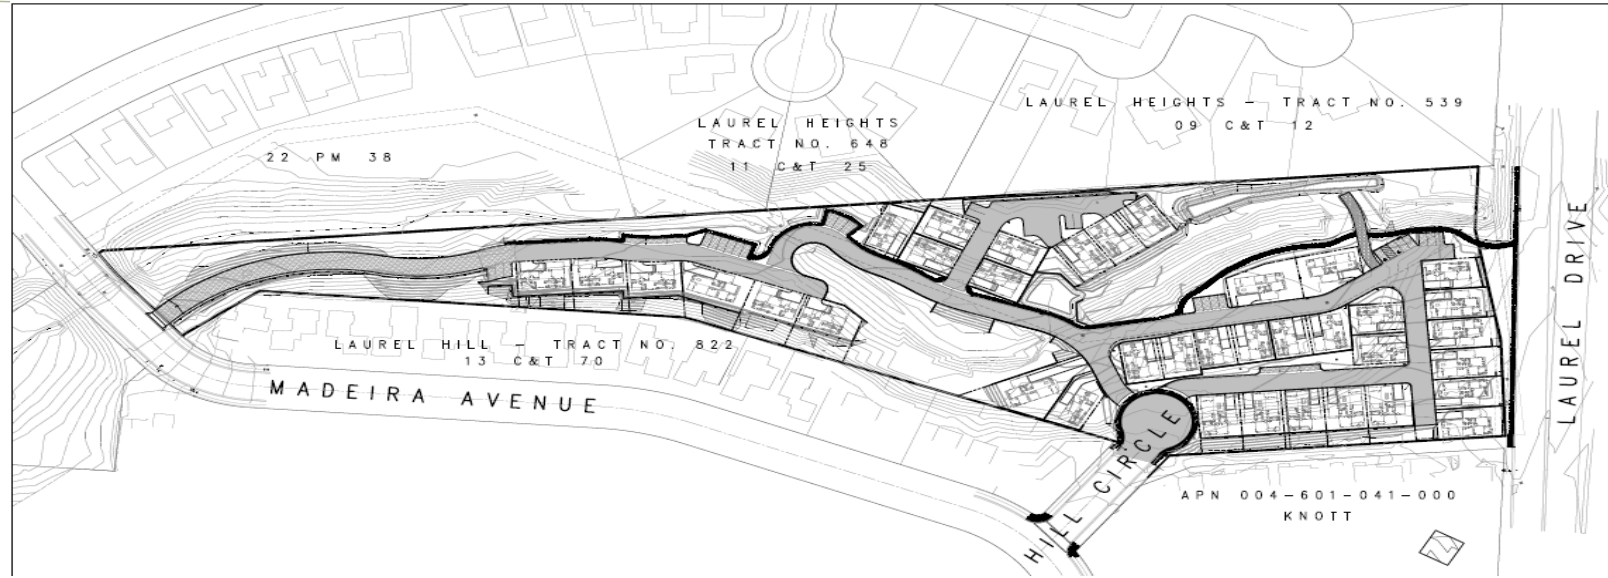 LAUREL HEIGHTS - TRACT NO. 539
09 C&T 12
LAUREL HEIGHTS
TRACT NO. 648
11 C&T 25
22 PM 38
LAUREL DRIVE
LAUREL HILL - TRACT NO. 822
13 C&T 70
MADEIRA AVENUE
HILL CIRCLE
APN 004-601-041-000
KNOTT